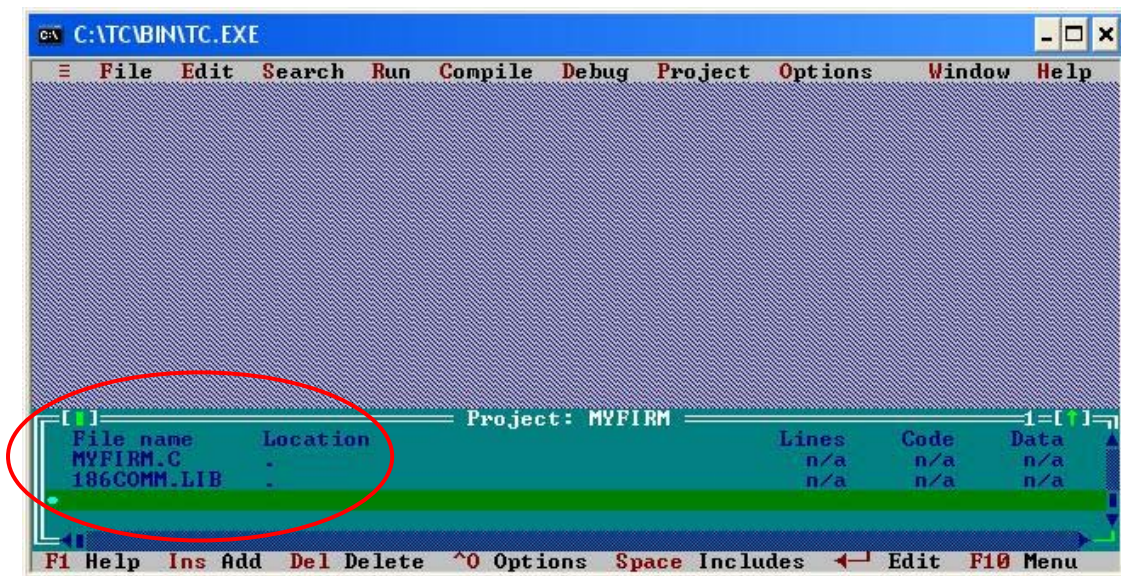 C:\TC\BIN\TC.EXE
≡ File Edit Search Run Compile Debug Project Options Window Help
[▮] Project: MYFIRM 1=[↑]
File name Location Lines Code Data
MYFIRM.C . n/a n/a n/a
186COMM.LIB . n/a n/a n/a
F1 Help Ins Add Del Delete ^O Options Space Includes ◄─┘ Edit F10 Menu